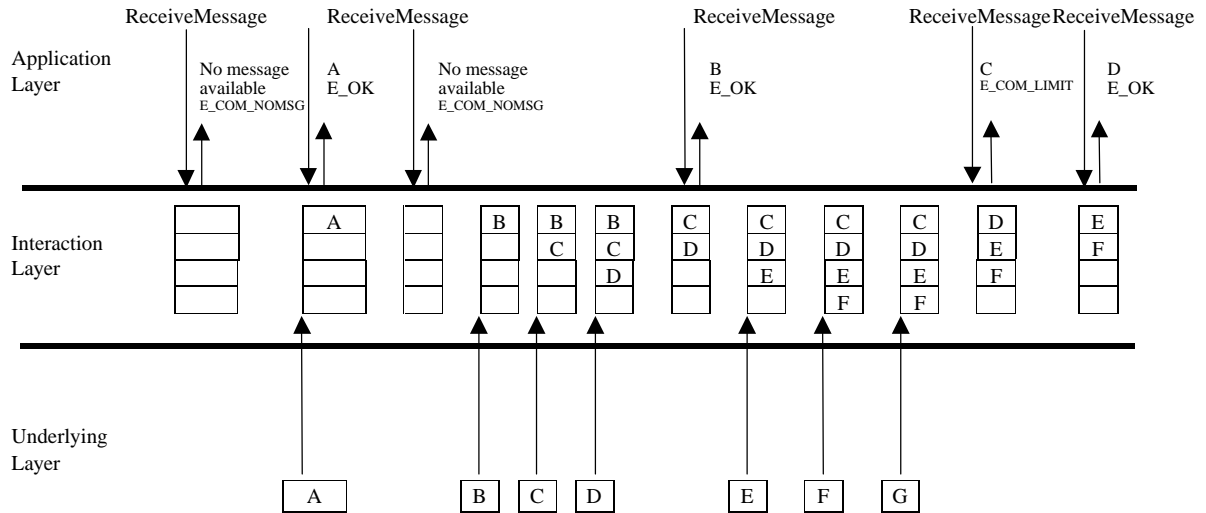 ReceiveMessage ReceiveMessage ReceiveMessage ReceiveMessage ReceiveMessage ReceiveMessage
Application
Layer
No message
available
E_COM_NOMSG
A
E_OK
No message
available
E_COM_NOMSG
B
E_OK
C
E_COM_LIMIT
D
E_OK
Interaction
Layer
A B B B C C C C D E
C C D D D D E F
D E E E F
F F
Underlying
Layer
A B C D E F G